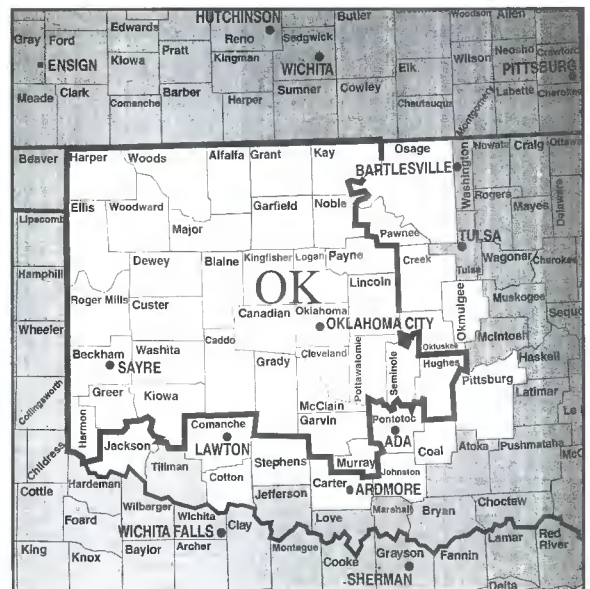 HUTCHINSON Butler Woodson Allen
Edwards Reno Sedgwick
Gray Ford Pratt Wilson Neosho Crawford
ENSIGN Kiowa Kingman WICHITA Elk PITTSBURG
Meade Clark Barber Sumner Cowley Labette Cherokee
Comanche Harper Chautauqua Montgomery
Beaver Harper Woods Alfalfa Grant Kay Osage Washington Nowata Craig Ottawa
BARTLESVILLE
Ellis Woodward Garfield Noble Rogers Mayes Delaware
Lipscomb Major Pawnee TULSA
Dewey Blaine Kingfisher Logan Payne Creek Tulsa Wagoner Cherokee
Hemphill OK Lincoln
Roger Mills Custer Canadian Oklahoma Okmulgee Muskogee
OKLAHOMA CITY
Wheeler Caddo McIntosh
Beckham Washita Cleveland Pottawatomie Seminole Okfuskee Haskell
SAYRE Grady Hughes Pittsburg
Collingsworth Greer Kiowa Latimar
McClain
Harmon Comanche Garvin Pontotoc
Childress Jackson LAWTON ADA Coal Atoka Pushmataha
Tillman Stephens Murray Johnston
Cottle Hardeman Cotton Carter ARDMORE
Wilbarger Jefferson Marshall Bryan Choctaw
Foard Wichita Clay Love
WICHITA FALLS Lamar Red
River
King Knox Baylor Archer Montague Cooke Grayson Fannin
SHERMAN Delta